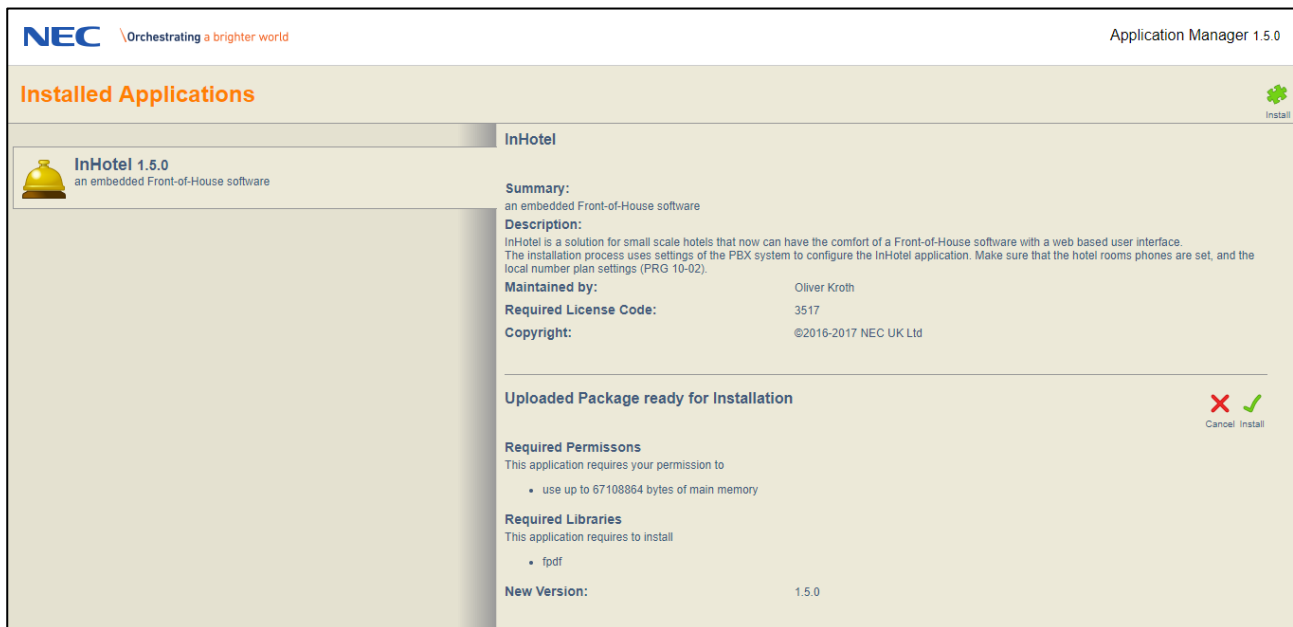 NEC
\Orchestrating a brighter world
Application Manager 1.5.0
Installed Applications
Install
InHotel 1.5.0
an embedded Front-of-House software
InHotel
Summary:
an embedded Front-of-House software
Description:
InHotel is a solution for small scale hotels that now can have the comfort of a Front-of-House software with a web based user interface.
The installation process uses settings of the PBX system to configure the InHotel application. Make sure that the hotel rooms phones are set, and the
local number plan settings (PRG 10-02).
Maintained by: Oliver Kroth
Required License Code: 3517
Copyright: ©2016-2017 NEC UK Ltd
Uploaded Package ready for Installation
Cancel Install
Required Permissons
This application requires your permission to
• use up to 67108864 bytes of main memory
Required Libraries
This application requires to install
• fpdf
New Version: 1.5.0